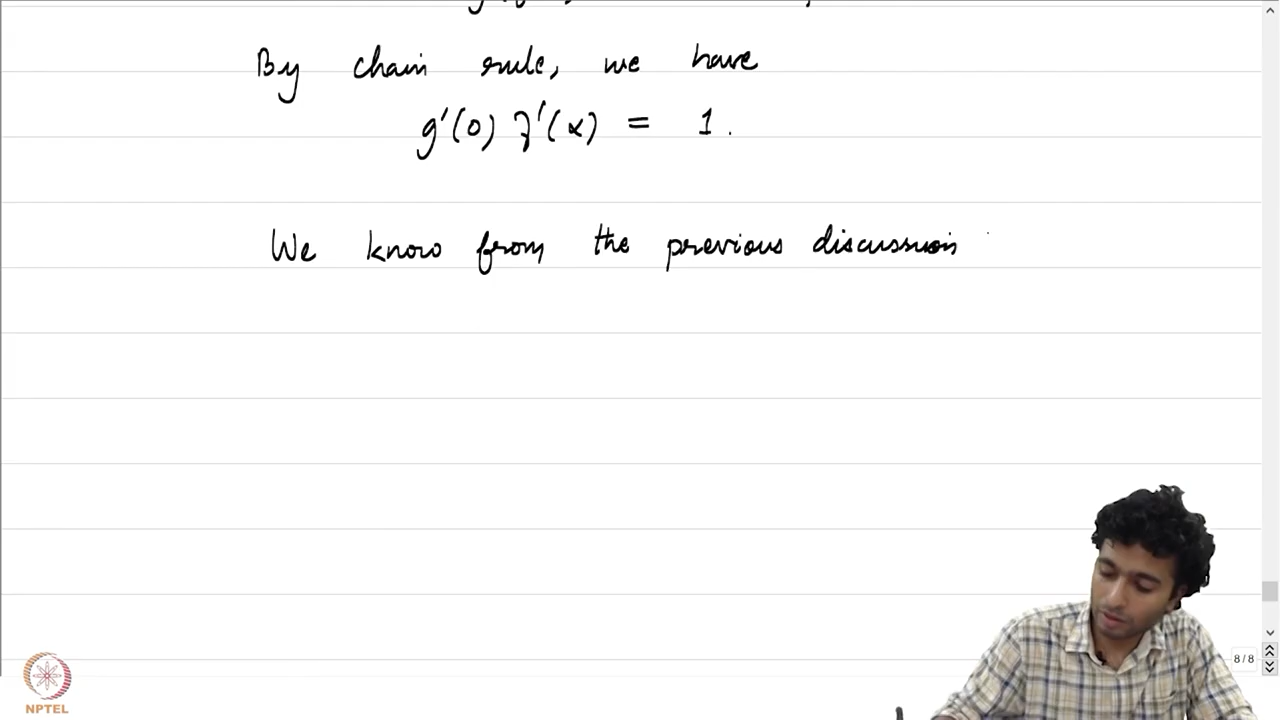 By chain rule, we have
g'(0) f'(α) = 1.
We know from the previous discussion
8/8
NPTEL